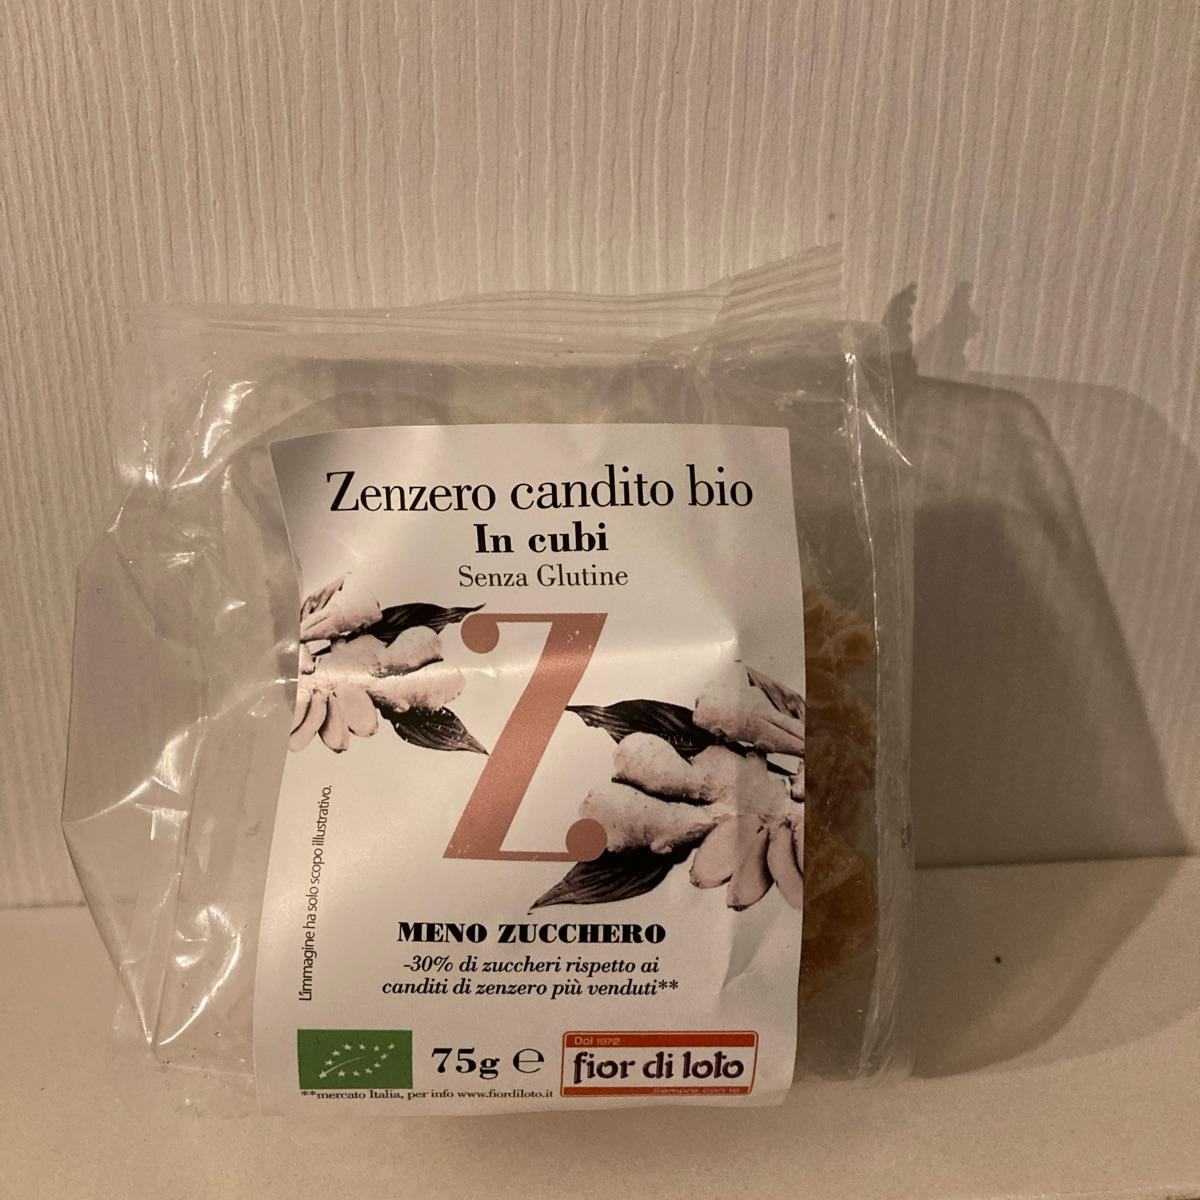 Zenzero candito bio
In cubi
Senza Glutine
Z
L'immagine ha solo scopo illustrativo.
MENO ZUCCHERO
-30% di zuccheri rispetto ai
canditi di zenzero più venduti**
75g ℮
Dal 1972
fior di loto
Sempre con te
**mercato Italia, per info www.fiordiloto.it